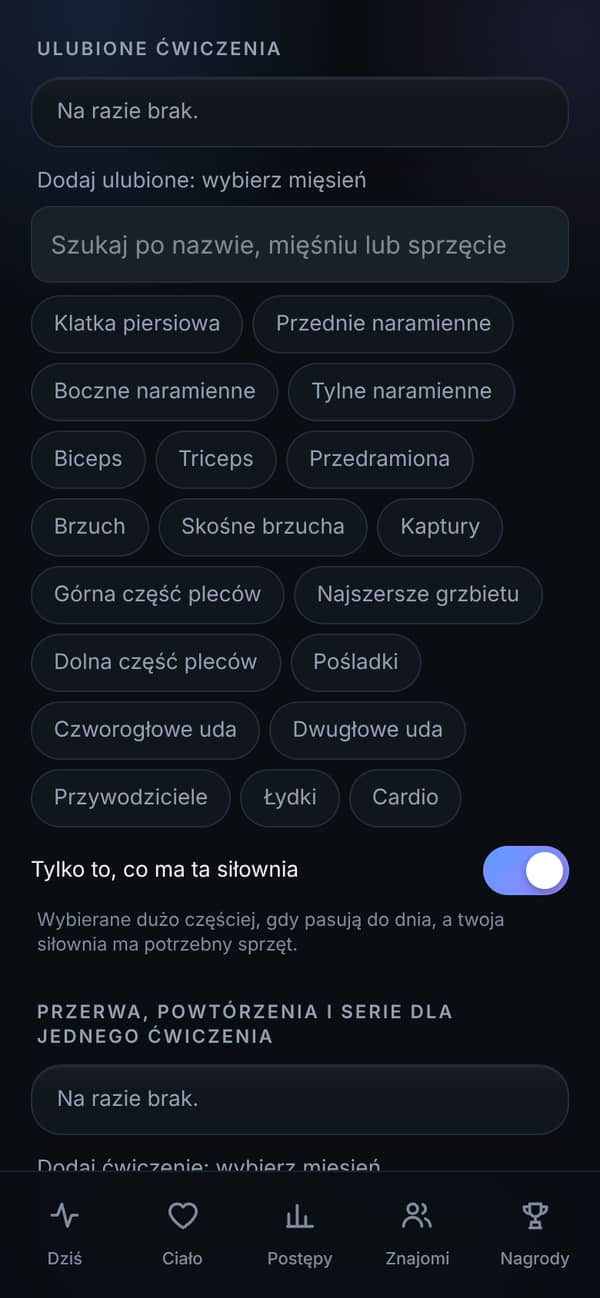 ULUBIONE ĆWICZENIA
Na razie brak.
Dodaj ulubione: wybierz mięsień
Szukaj po nazwie, mięśniu lub sprzęcie
Klatka piersiowa Przednie naramienne
Boczne naramienne Tylne naramienne
Biceps Triceps Przedramiona
Brzuch Skośne brzucha Kaptury
Górna część pleców Najszersze grzbietu
Dolna część pleców Pośladki
Czworogłowe uda Dwugłowe uda
Przywodziciele Łydki Cardio
Tylko to, co ma ta siłownia
Wybierane dużo częściej, gdy pasują do dnia, a twoja
siłownia ma potrzebny sprzęt.
PRZERWA, POWTÓRZENIA I SERIE DLA
JEDNEGO ĆWICZENIA
Na razie brak.
Dodaj ćwiczenie: wybierz mięsień
Dziś Ciało Postępy Znajomi Nagrody